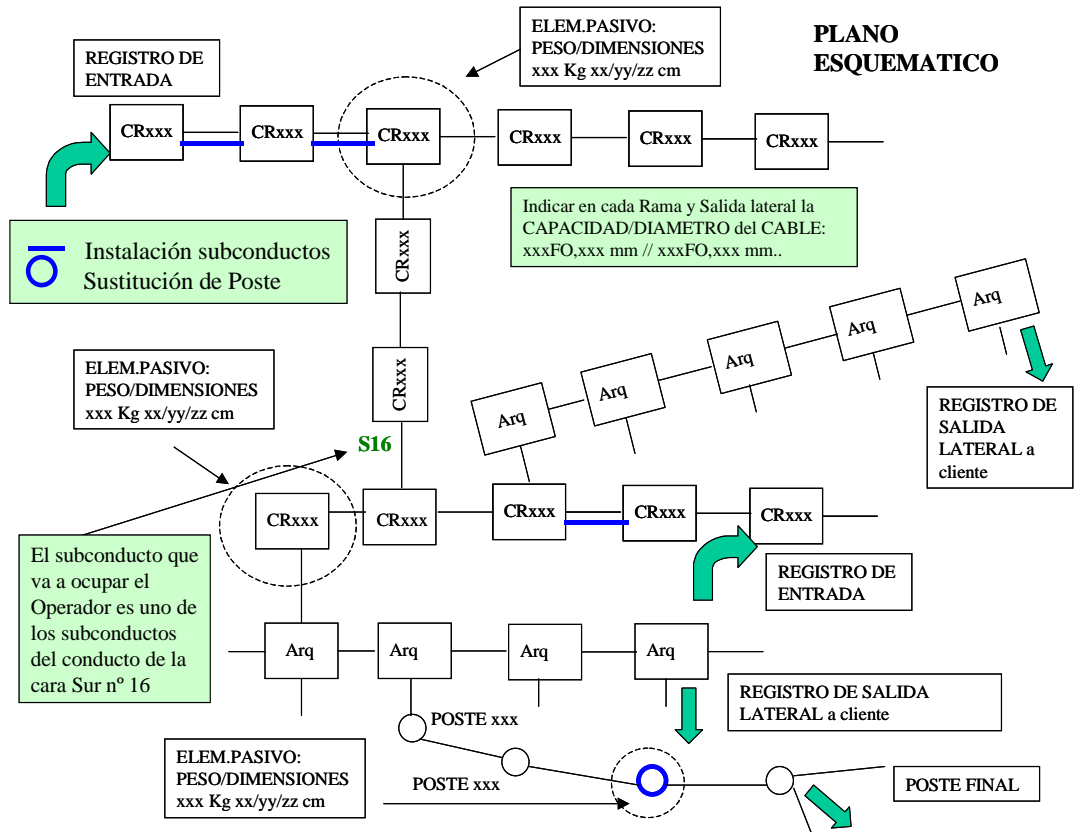 PLANO
ESQUEMATICO
ELEM.PASIVO:
PESO/DIMENSIONES
xxx Kg xx/yy/zz cm
REGISTRO DE
ENTRADA
CRxxx
CRxxx
CRxxx
CRxxx
CRxxx
CRxxx
Indicar en cada Rama y Salida lateral la
CAPACIDAD/DIAMETRO del CABLE:
xxxFO,xxx mm // xxxFO,xxx mm..
Instalación subconductos
Sustitución de Poste
CRxxx
CRxxx
ELEM.PASIVO:
PESO/DIMENSIONES
xxx Kg xx/yy/zz cm
S16
Arq
Arq
Arq
Arq
Arq
REGISTRO DE
SALIDA
LATERAL a
cliente
CRxxx
CRxxx
CRxxx
CRxxx
CRxxx
REGISTRO DE
ENTRADA
El subconducto que
va a ocupar el
Operador es uno de
los subconductos
del conducto de la
cara Sur nº 16
Arq
Arq
Arq
Arq
REGISTRO DE SALIDA
LATERAL a cliente
POSTE xxx
ELEM.PASIVO:
PESO/DIMENSIONES
xxx Kg xx/yy/zz cm
POSTE xxx
POSTE FINAL